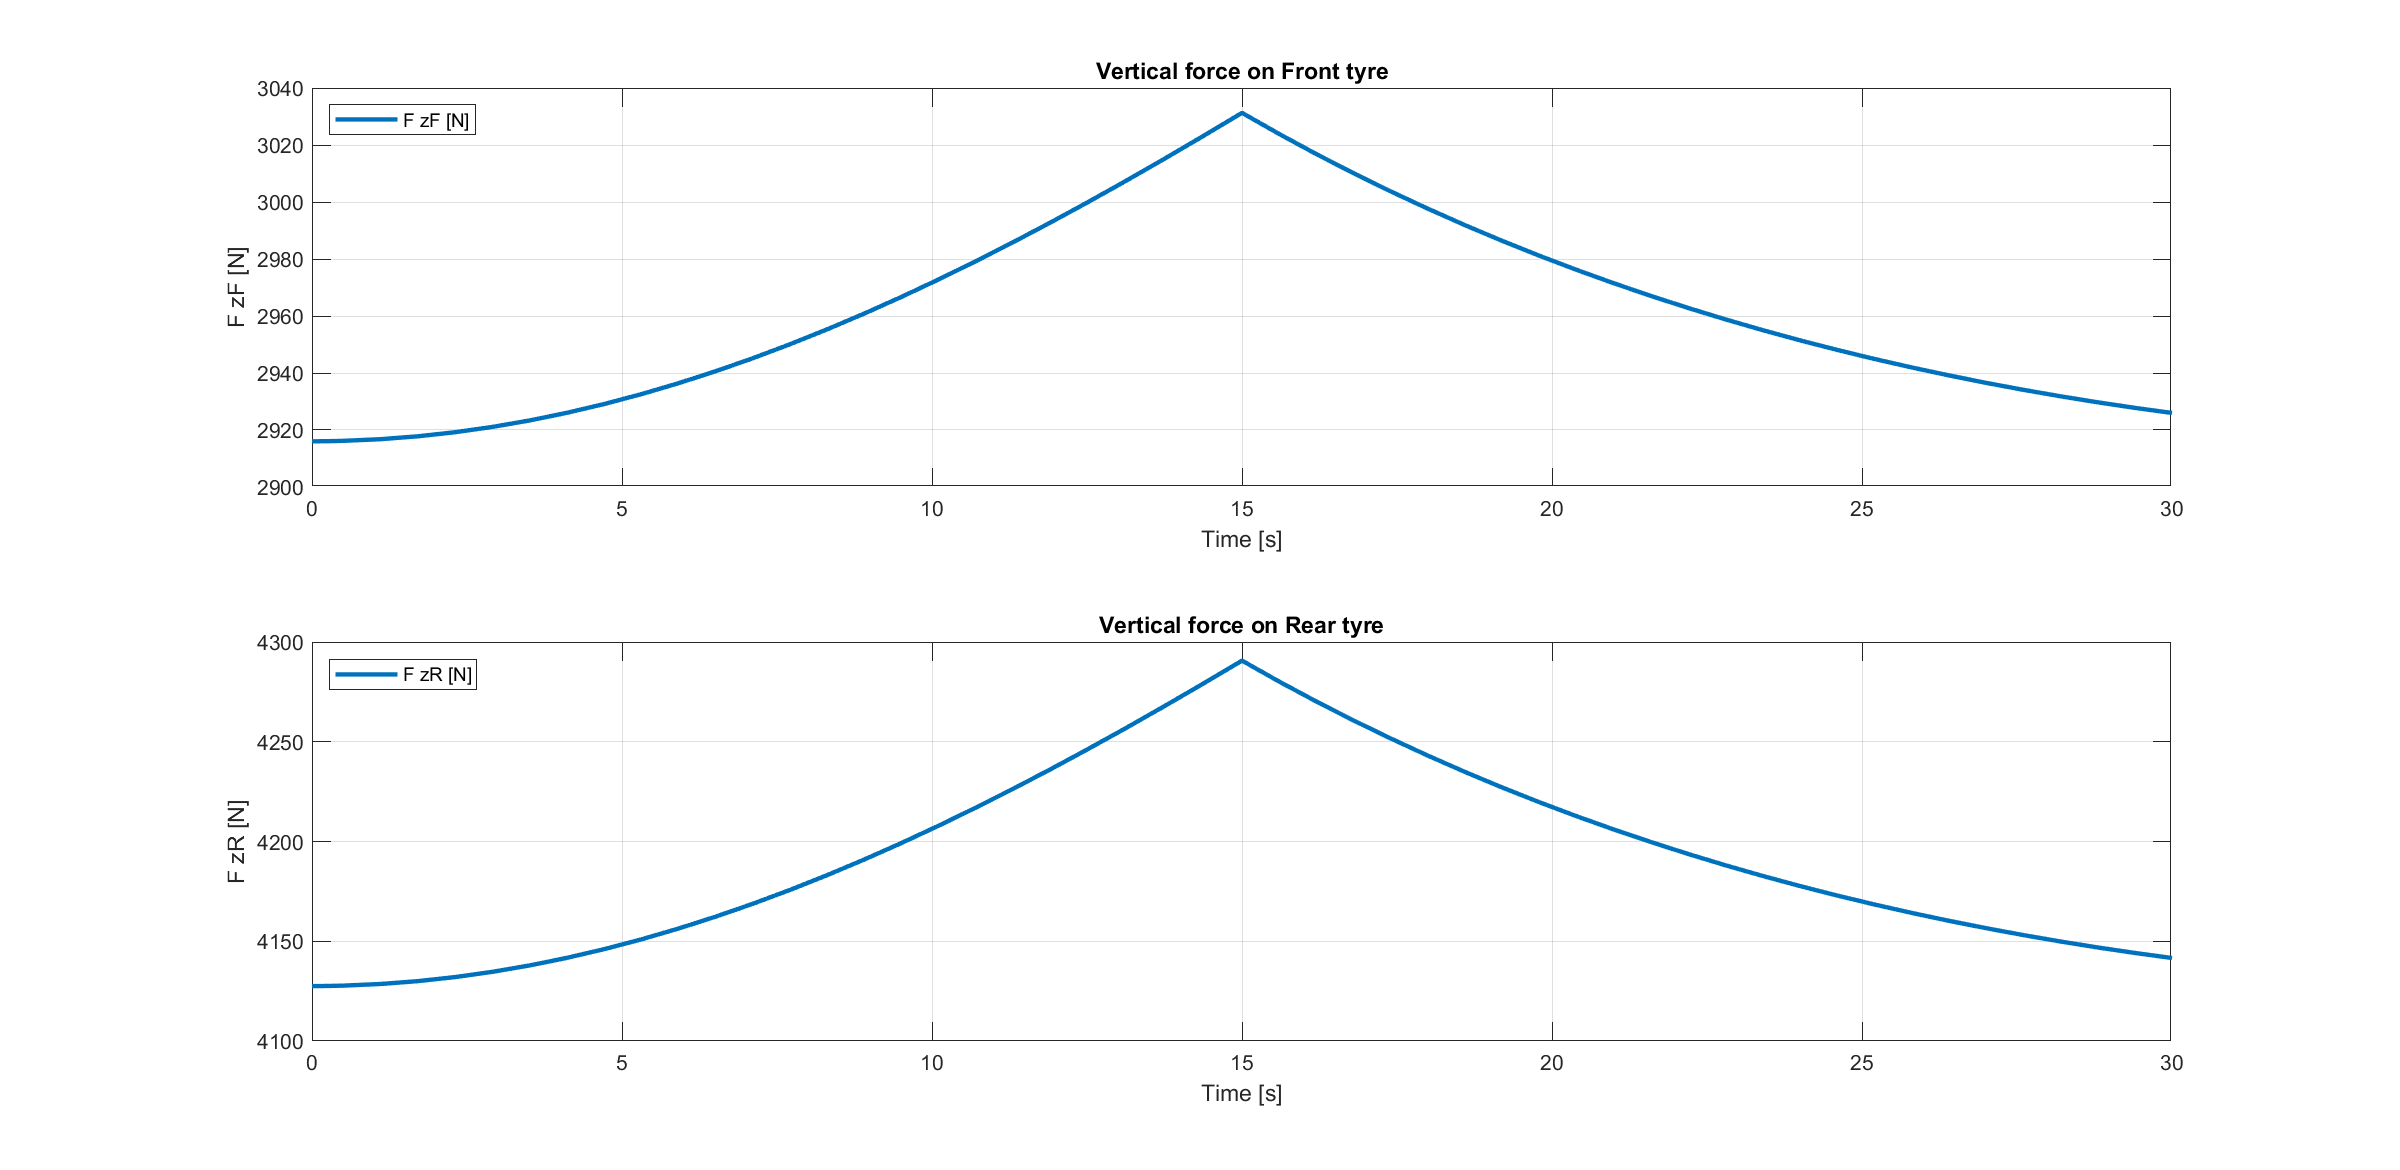 Vertical force on Front tyre
3040
3020
3000
2980
2960
2940
2920
2900
F zF [N]
F zF [N]
0 5 10 15 20 25 30
Time [s]
Vertical force on Rear tyre
4300
4250
4200
4150
4100
F zR [N]
F zR [N]
0 5 10 15 20 25 30
Time [s]